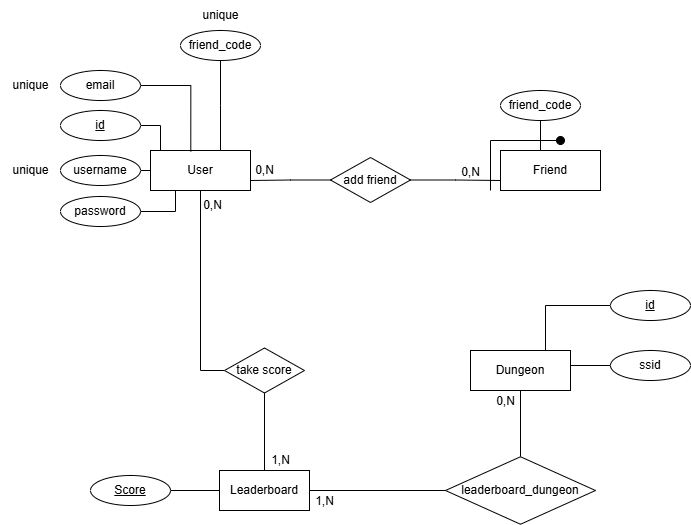 unique
friend_code
unique
email
id
unique
username
password
User
0,N
0,N
add friend
0,N
friend_code
Friend
take score
1,N
Score
Leaderboard
1,N
leaderboard_dungeon
0,N
Dungeon
id
ssid